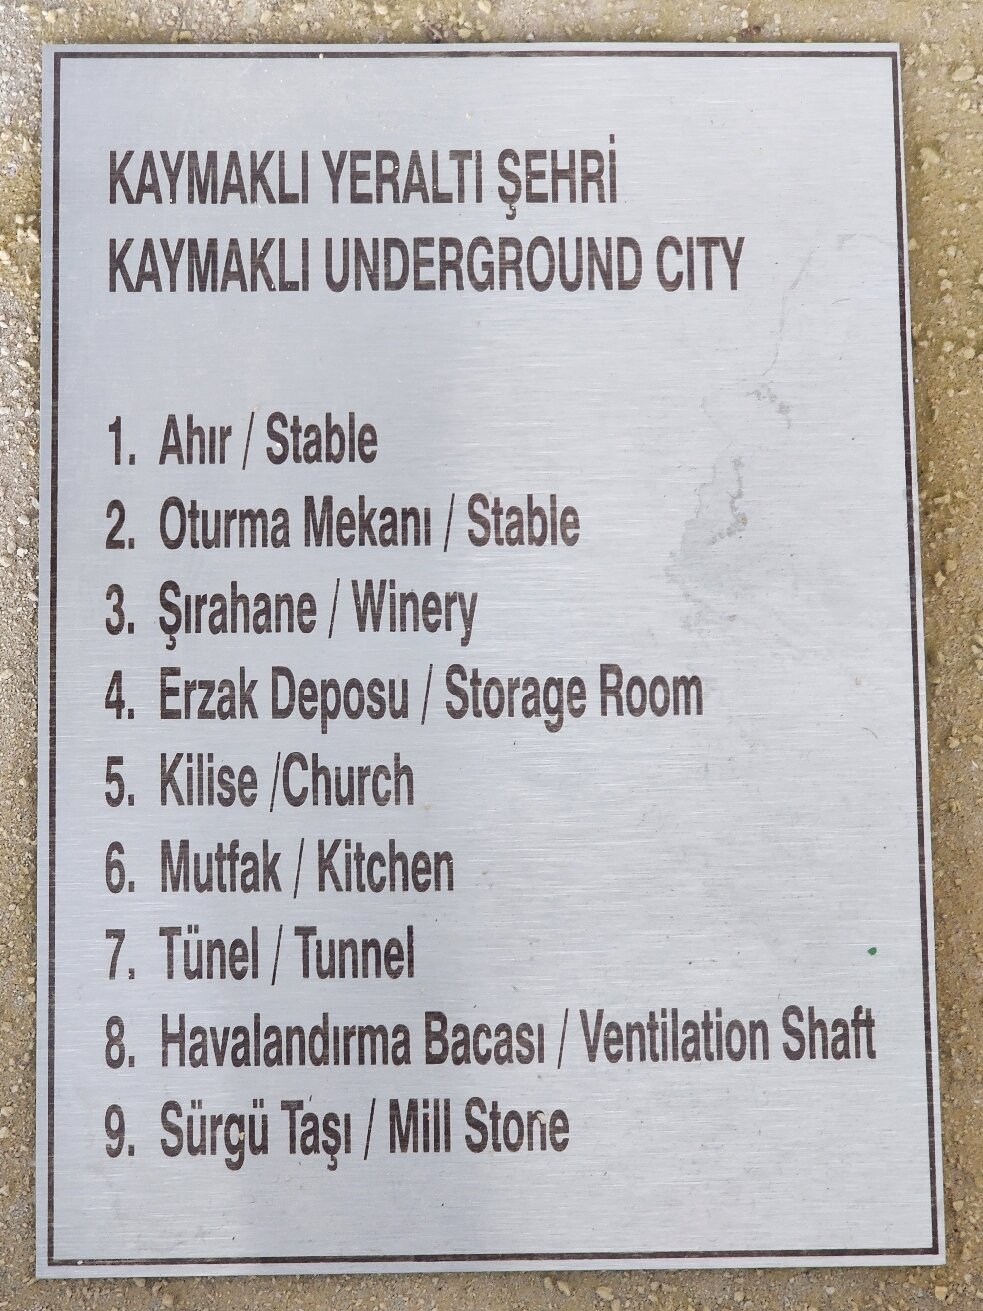 KAYMAKLI YERALTI ŞEHRİ
KAYMAKLI UNDERGROUND CITY
1. Ahır / Stable
2. Oturma Mekanı / Stable
3. Şırahane / Winery
4. Erzak Deposu / Storage Room
5. Kilise /Church
6. Mutfak / Kitchen
7. Tünel / Tunnel
8. Havalandırma Bacası / Ventilation Shaft
9. Sürgü Taşı / Mill Stone